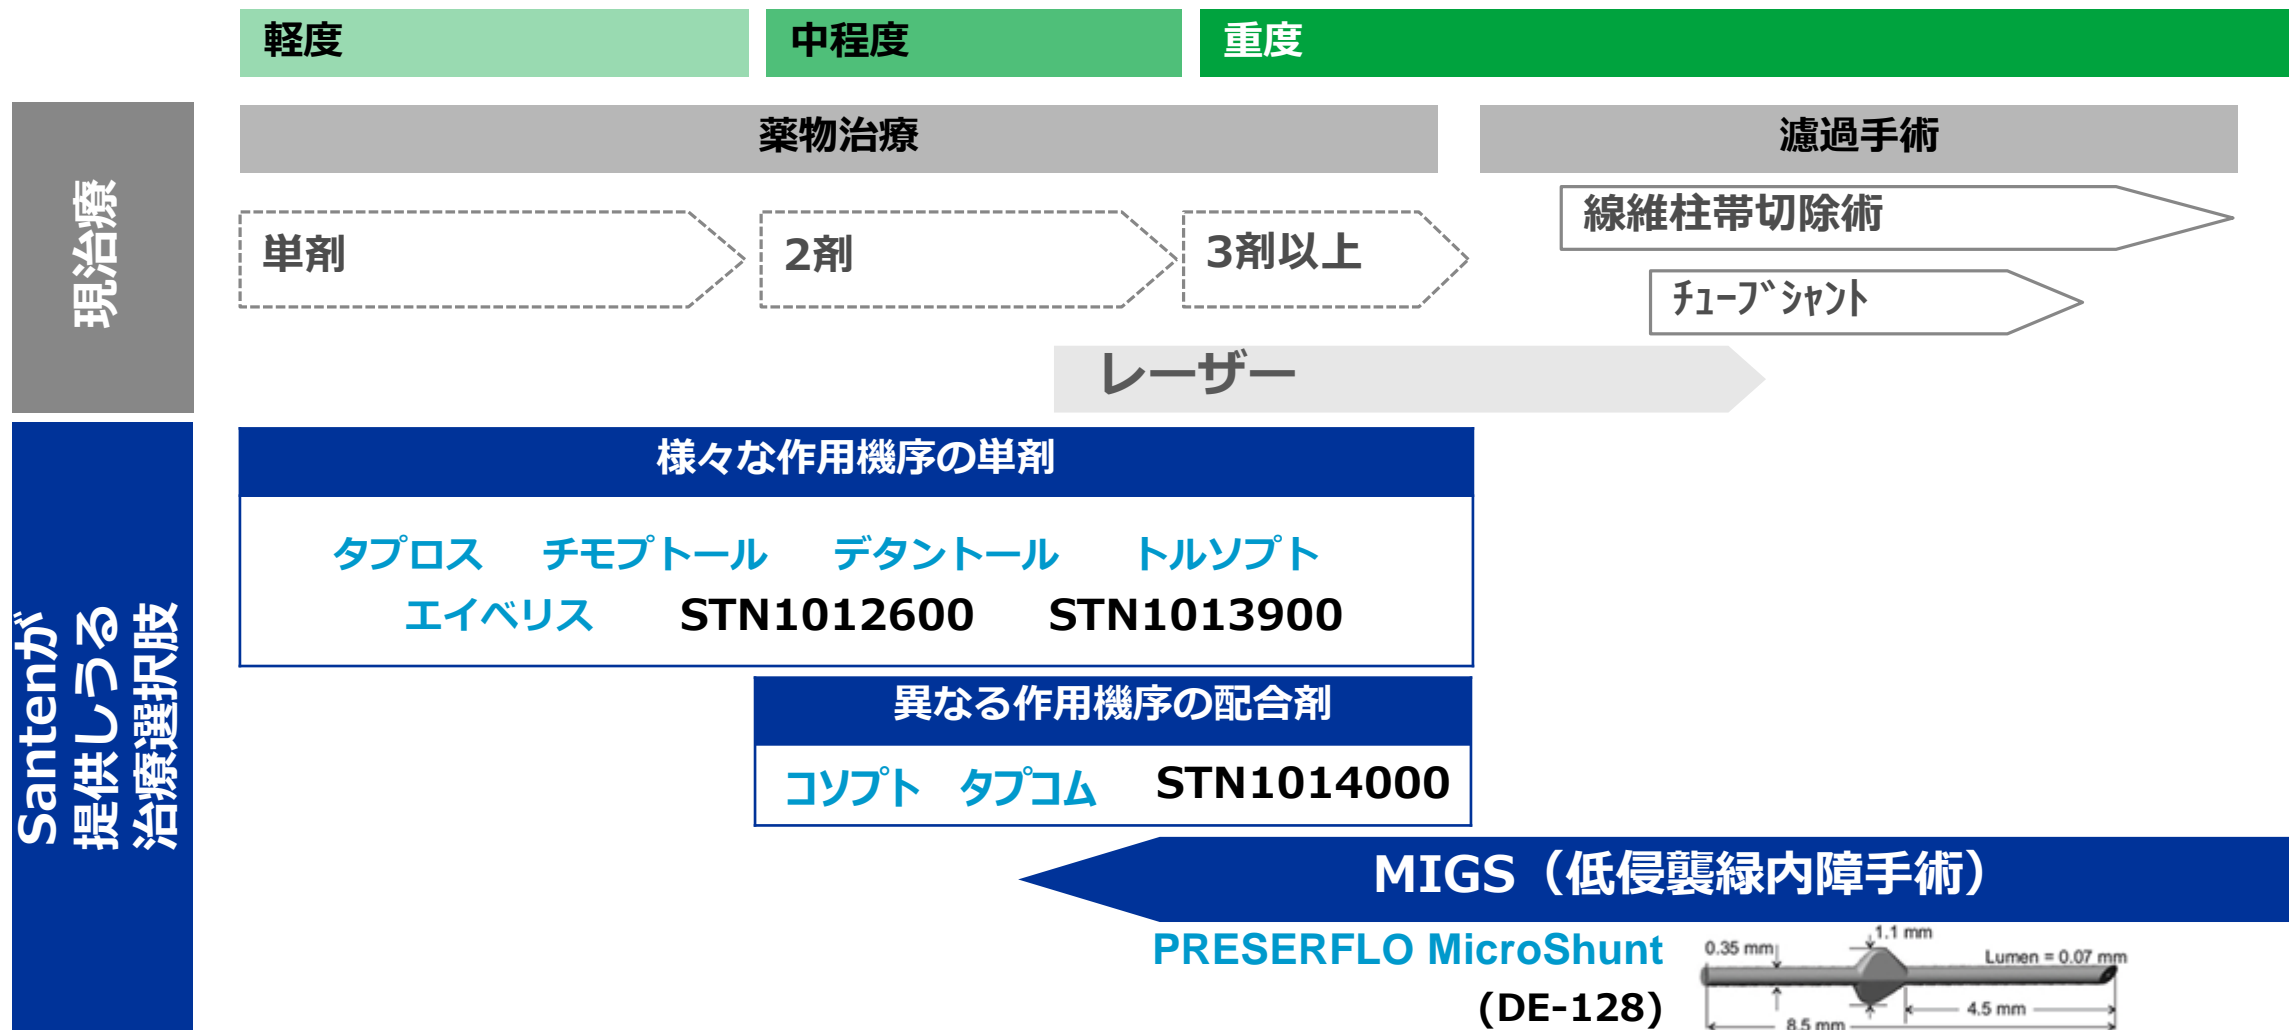 軽度
中程度
重度
現治療
薬物治療
濾過手術
単剤
2剤
3剤以上
線維柱帯切除術
ﾁｭｰﾌﾞｼｬﾝﾄ
レーザー
Santenが
提供しうる
治療選択肢
様々な作用機序の単剤
タプロス チモプトール デタントール トルソプト
エイベリス STN1012600 STN1013900
異なる作用機序の配合剤
コソプト タプコム STN1014000
MIGS（低侵襲緑内障手術）
PRESERFLO MicroShunt
(DE-128)
0.35 mm
1.1 mm
Lumen = 0.07 mm
4.5 mm
8.5 mm